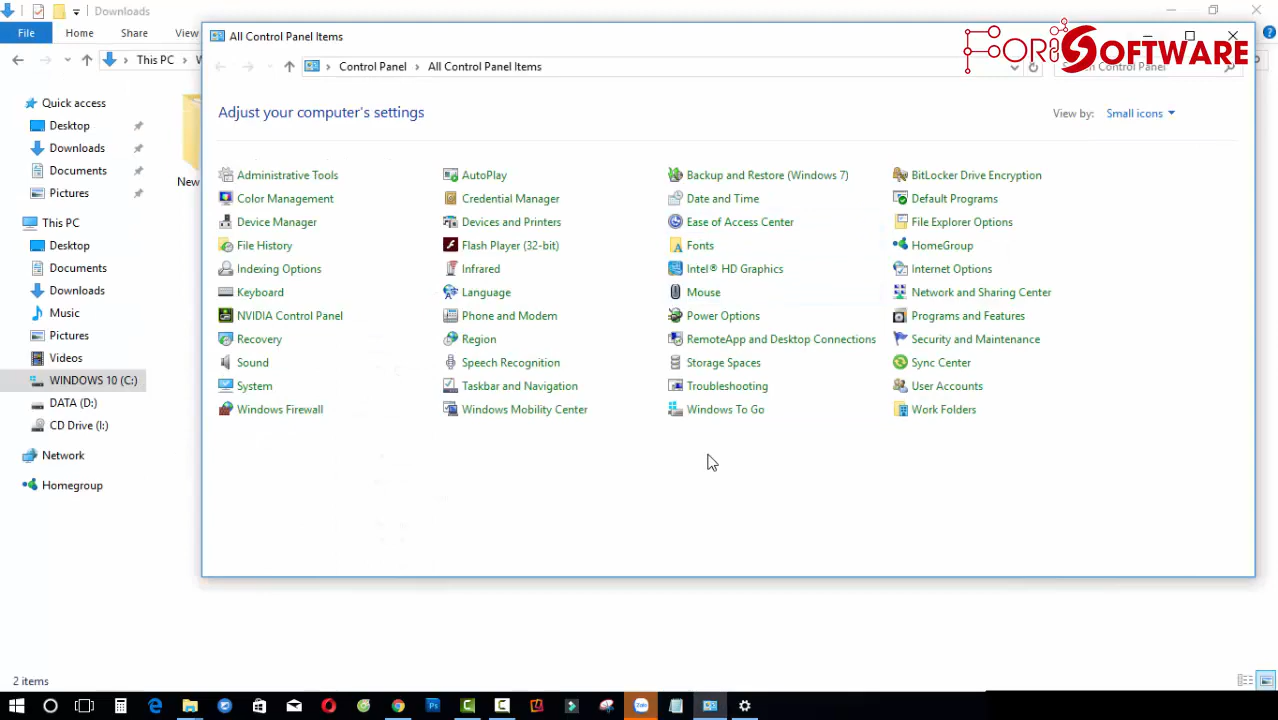 Downloads
File
Home
Share
View
All Control Panel Items
FORISOFTWARE
This PC
Control Panel
All Control Panel Items
Control Panel
Quick access
Desktop
Downloads
Documents
Pictures
This PC
Desktop
Documents
Downloads
Music
Pictures
Videos
WINDOWS 10 (C:)
DATA (D:)
CD Drive (I:)
Network
Homegroup
New
Adjust your computer's settings
View by:
Small icons
Administrative Tools
AutoPlay
Backup and Restore (Windows 7)
BitLocker Drive Encryption
Color Management
Credential Manager
Date and Time
Default Programs
Device Manager
Devices and Printers
Ease of Access Center
File Explorer Options
File History
Flash Player (32-bit)
Fonts
HomeGroup
Indexing Options
Infrared
Intel® HD Graphics
Internet Options
Keyboard
Language
Mouse
Network and Sharing Center
NVIDIA Control Panel
Phone and Modem
Power Options
Programs and Features
Recovery
Region
RemoteApp and Desktop Connections
Security and Maintenance
Sound
Speech Recognition
Storage Spaces
Sync Center
System
Taskbar and Navigation
Troubleshooting
User Accounts
Windows Firewall
Windows Mobility Center
Windows To Go
Work Folders
2 items
Zalo